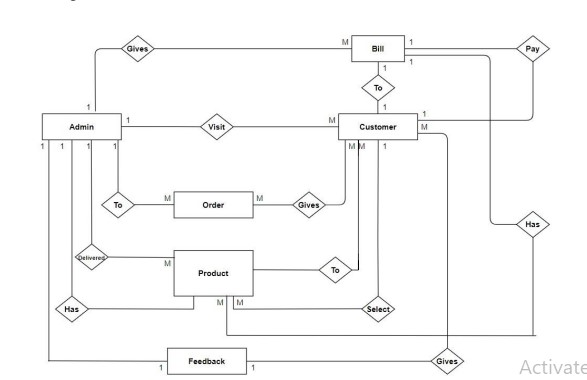 M Bill 1
Gives
Pay
1 1
To
1 1
1
Admin 1 Visit M Customer M
1 1 1 1 M M 1
To M Order M Gives
Has
Delivered
M
Product To
M M
Has Select
1 Feedback 1 Gives
Activate